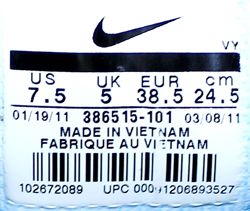 VY
US UK EUR cm
7.5 5 38.5 24.5
01/19/11 386515-101 03/08/11
MADE IN VIETNAM
FABRIQUE AU VIETNAM
102672089 UPC 00091206893527